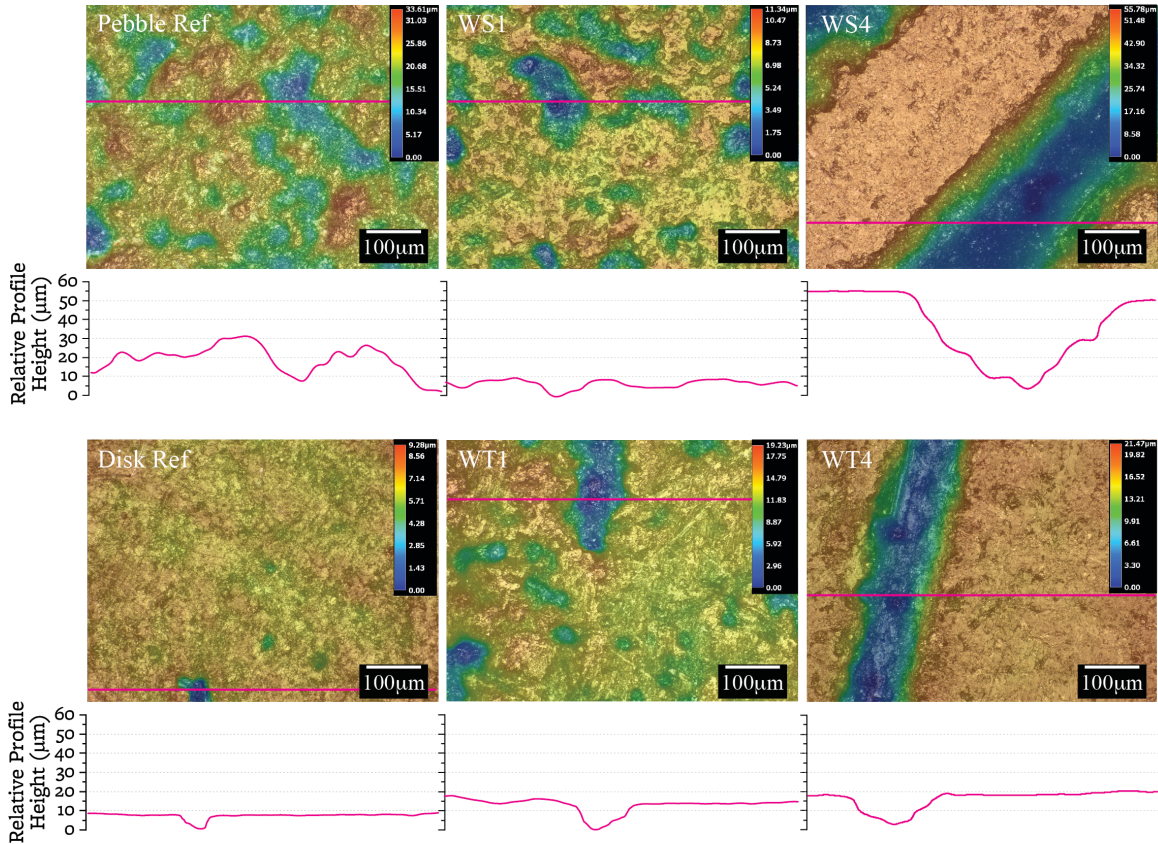 Pebble Ref
33.61µm
31.03
25.86
20.68
15.51
10.34
5.17
0.00
100µm
WS1
11.34µm
10.47
8.73
6.98
5.24
3.49
1.75
0.00
100µm
WS4
55.78µm
51.48
42.90
34.32
25.74
17.16
8.58
0.00
100µm
Relative Profile
Height (µm)
60
50
40
30
20
10
0
Disk Ref
9.28µm
8.56
7.14
5.71
4.28
2.85
1.43
0.00
100µm
WT1
19.23µm
17.75
14.79
11.83
8.87
5.92
2.96
0.00
100µm
WT4
21.47µm
19.82
16.52
13.21
9.91
6.61
3.30
0.00
100µm
Relative Profile
Height (µm)
60
50
40
30
20
10
0